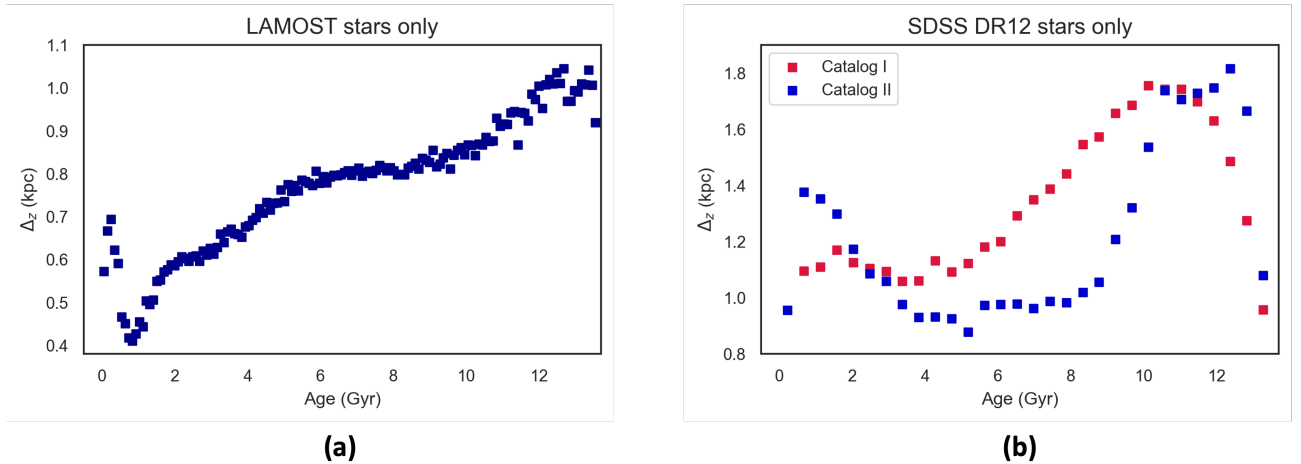 LAMOST stars only
1.1
1.0
0.9
0.8
0.7
0.6
0.5
0.4
Δz (kpc)
0 2 4 6 8 10 12
Age (Gyr)
(a)
SDSS DR12 stars only
Catalog I
Catalog II
1.8
1.6
1.4
1.2
1.0
0.8
Δz (kpc)
0 2 4 6 8 10 12
Age (Gyr)
(b)